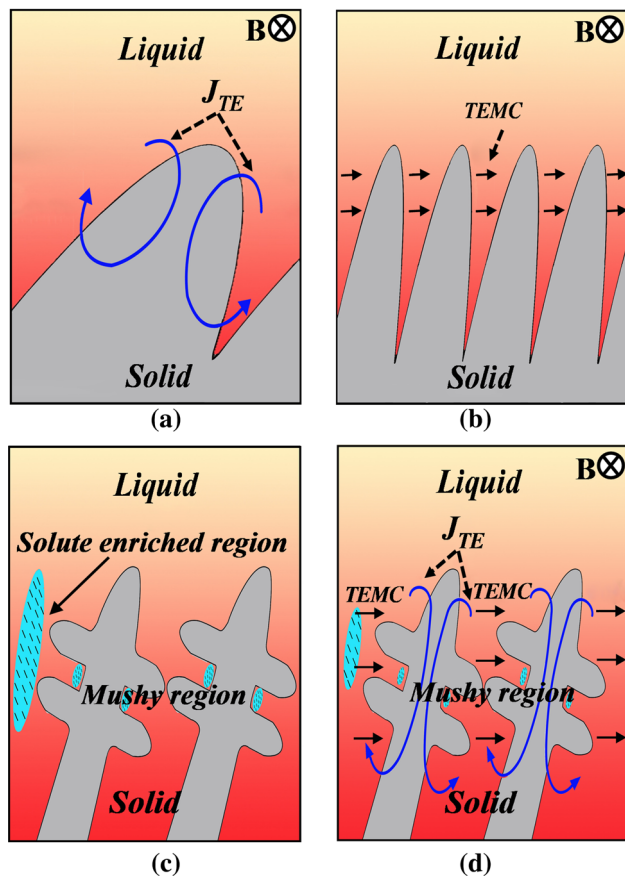 B⊗
Liquid
J_TE
Solid
(a)
B⊗
Liquid
TEMC
Solid
(b)
Liquid
Solute enriched region
Mushy region
Solid
(c)
B⊗
Liquid
J_TE
TEMC TEMC
Mushy region
Solid
(d)